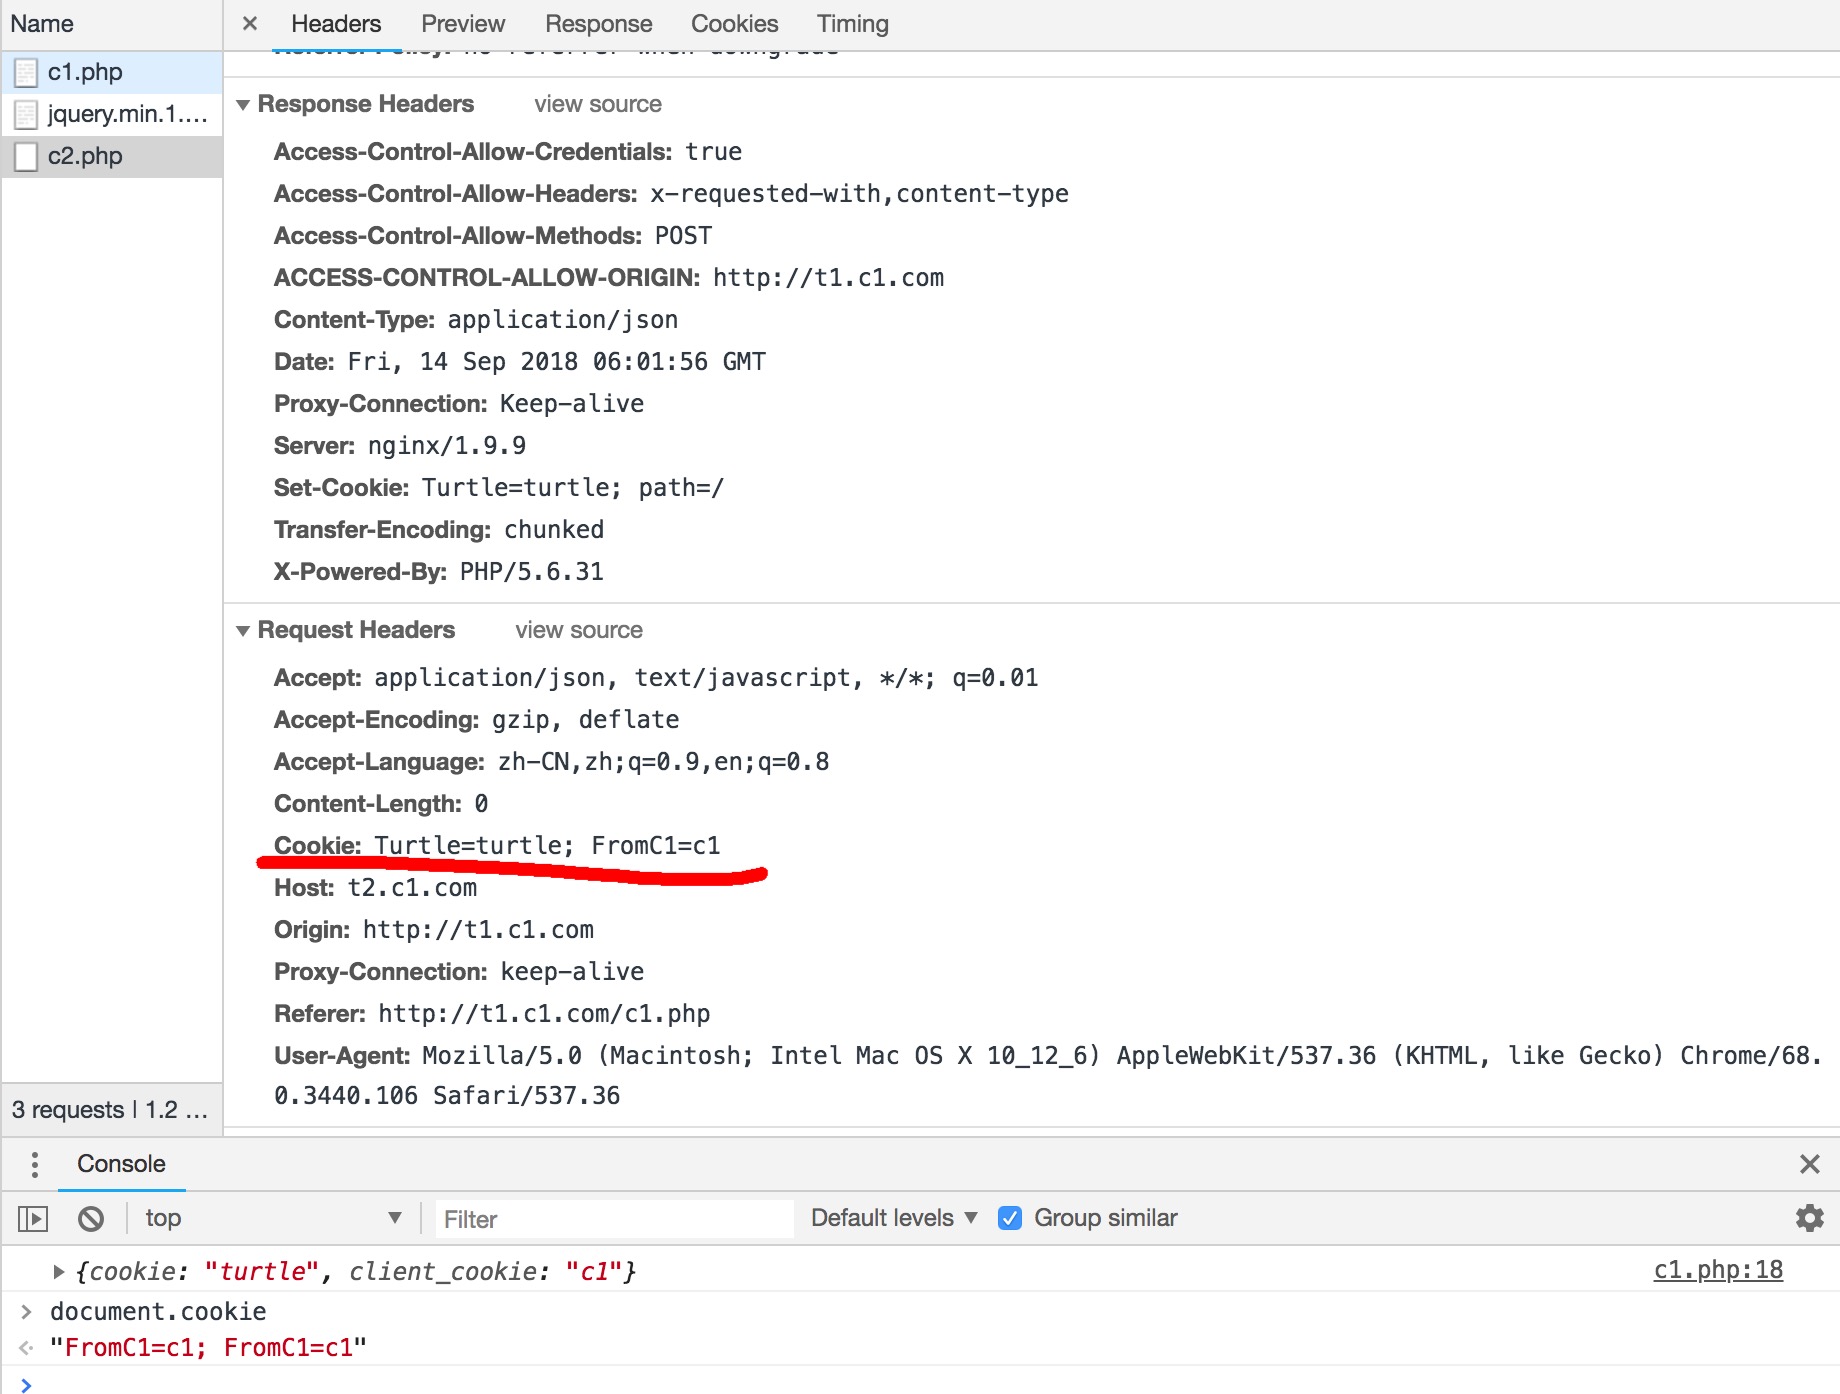 Name
c1.php
jquery.min.1....
c2.php
3 requests | 1.2 ...
× Headers Preview Response Cookies Timing
Referrer Policy: no-referrer-when-downgrade
Response Headers view source
Access-Control-Allow-Credentials: true
Access-Control-Allow-Headers: x-requested-with,content-type
Access-Control-Allow-Methods: POST
ACCESS-CONTROL-ALLOW-ORIGIN: http://t1.c1.com
Content-Type: application/json
Date: Fri, 14 Sep 2018 06:01:56 GMT
Proxy-Connection: Keep-alive
Server: nginx/1.9.9
Set-Cookie: Turtle=turtle; path=/
Transfer-Encoding: chunked
X-Powered-By: PHP/5.6.31
Request Headers view source
Accept: application/json, text/javascript, */*; q=0.01
Accept-Encoding: gzip, deflate
Accept-Language: zh-CN,zh;q=0.9,en;q=0.8
Content-Length: 0
Cookie: Turtle=turtle; FromC1=c1
Host: t2.c1.com
Origin: http://t1.c1.com
Proxy-Connection: keep-alive
Referer: http://t1.c1.com/c1.php
User-Agent: Mozilla/5.0 (Macintosh; Intel Mac OS X 10_12_6) AppleWebKit/537.36 (KHTML, like Gecko) Chrome/68.
0.3440.106 Safari/537.36
Console
top Filter Default levels Group similar
{cookie: "turtle", client_cookie: "c1"} c1.php:18
> document.cookie
"FromC1=c1; FromC1=c1"
>